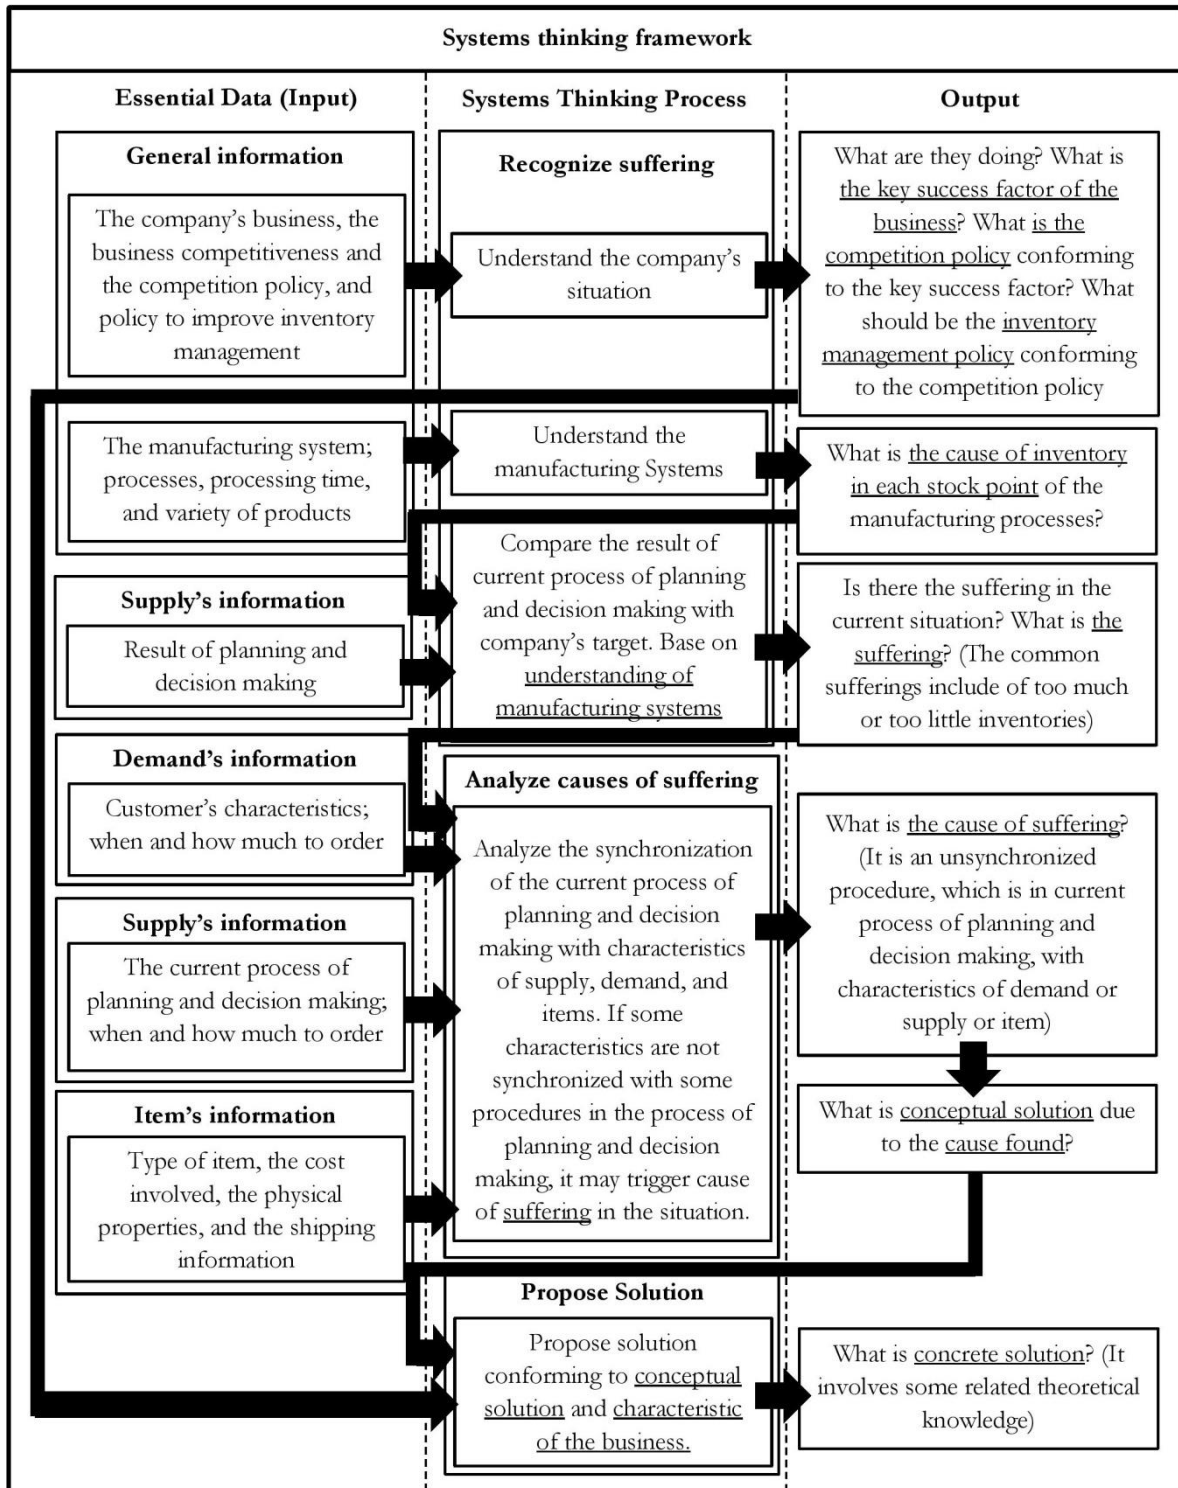 Systems thinking framework
Essential Data (Input)
Systems Thinking Process
Output
General information
The company's business, the
business competitiveness and
the competition policy, and
policy to improve inventory
management
Recognize suffering
Understand the company's
situation
What are they doing? What is
the key success factor of the
business? What is the
competition policy conforming
to the key success factor? What
should be the inventory
management policy conforming
to the competition policy
The manufacturing system;
processes, processing time,
and variety of products
Understand the
manufacturing Systems
What is the cause of inventory
in each stock point of the
manufacturing processes?
Supply's information
Result of planning and
decision making
Compare the result of
current process of planning
and decision making with
company's target. Base on
understanding of
manufacturing systems
Is there the suffering in the
current situation? What is the
suffering? (The common
sufferings include of too much
or too little inventories)
Demand's information
Customer's characteristics;
when and how much to order
Supply's information
The current process of
planning and decision making;
when and how much to order
Item's information
Type of item, the cost
involved, the physical
properties, and the shipping
information
Analyze causes of suffering
Analyze the synchronization
of the current process of
planning and decision
making with characteristics
of supply, demand, and
items. If some
characteristics are not
synchronized with some
procedures in the process of
planning and decision
making, it may trigger cause
of suffering in the situation.
What is the cause of suffering?
(It is an unsynchronized
procedure, which is in current
process of planning and
decision making, with
characteristics of demand or
supply or item)
What is conceptual solution due
to the cause found?
Propose Solution
Propose solution
conforming to conceptual
solution and characteristic
of the business.
What is concrete solution? (It
involves some related theoretical
knowledge)